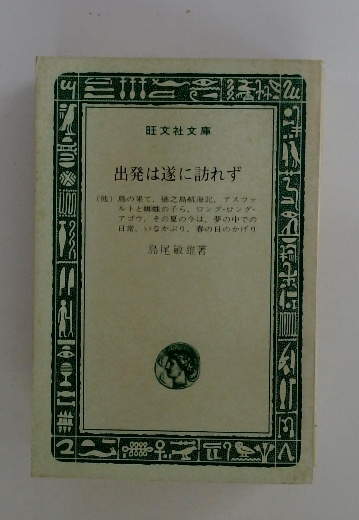 旺文社文庫
出発は遂に訪れず
(他) 島の果て、徳之島航海記、アスファ
ルトと蜘蛛の子ら、ロング・ロング・
アゴウ、その夏の今は、夢の中での
日常、いなかぶり、春の日のかげり
島尾敏雄著